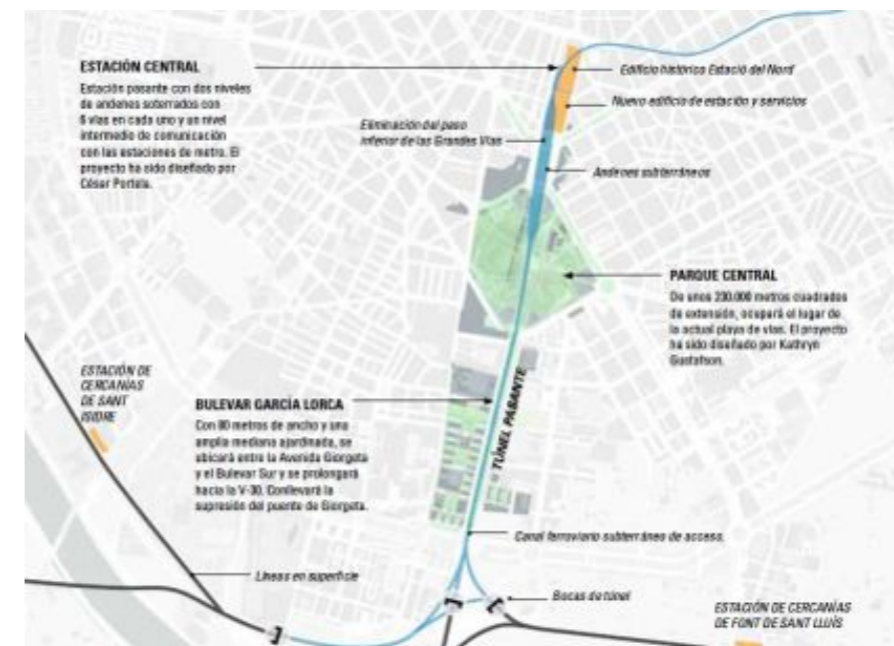 ESTACIÓN CENTRAL
Estación pasante con dos niveles
de andenes soterrados con
6 vías en cada uno y un nivel
intermedio de comunicación
con las estaciones de metro. El
proyecto ha sido diseñado por
César Portela.
Edificio histórico Estació del Nord
Nuevo edificio de estación y servicios
Eliminación del paso
inferior de las Grandes Vías
Andenes subterráneos
PARQUE CENTRAL
De unos 230.000 metros cuadrados
de extensión, ocupará el lugar de
la actual playa de vías. El proyecto
ha sido diseñado por Kathryn
Gustafson.
ESTACIÓN DE
CERCANÍAS
DE SANT
ISIDRE
BULEVAR GARCÍA LORCA
Con 80 metros de ancho y una
amplia mediana ajardinada, se
ubicará entre la Avenida Giorgeta
y el Bulevar Sur y se prolongará
hacia la V-30. Conllevará la
supresión del puente de Giorgeta.
TÚNEL PASANTE
Canal ferroviario subterráneo de acceso.
Líneas en superficie
Bocas de túnel
ESTACIÓN DE CERCANÍAS
DE FONT DE SANT LLUÍS